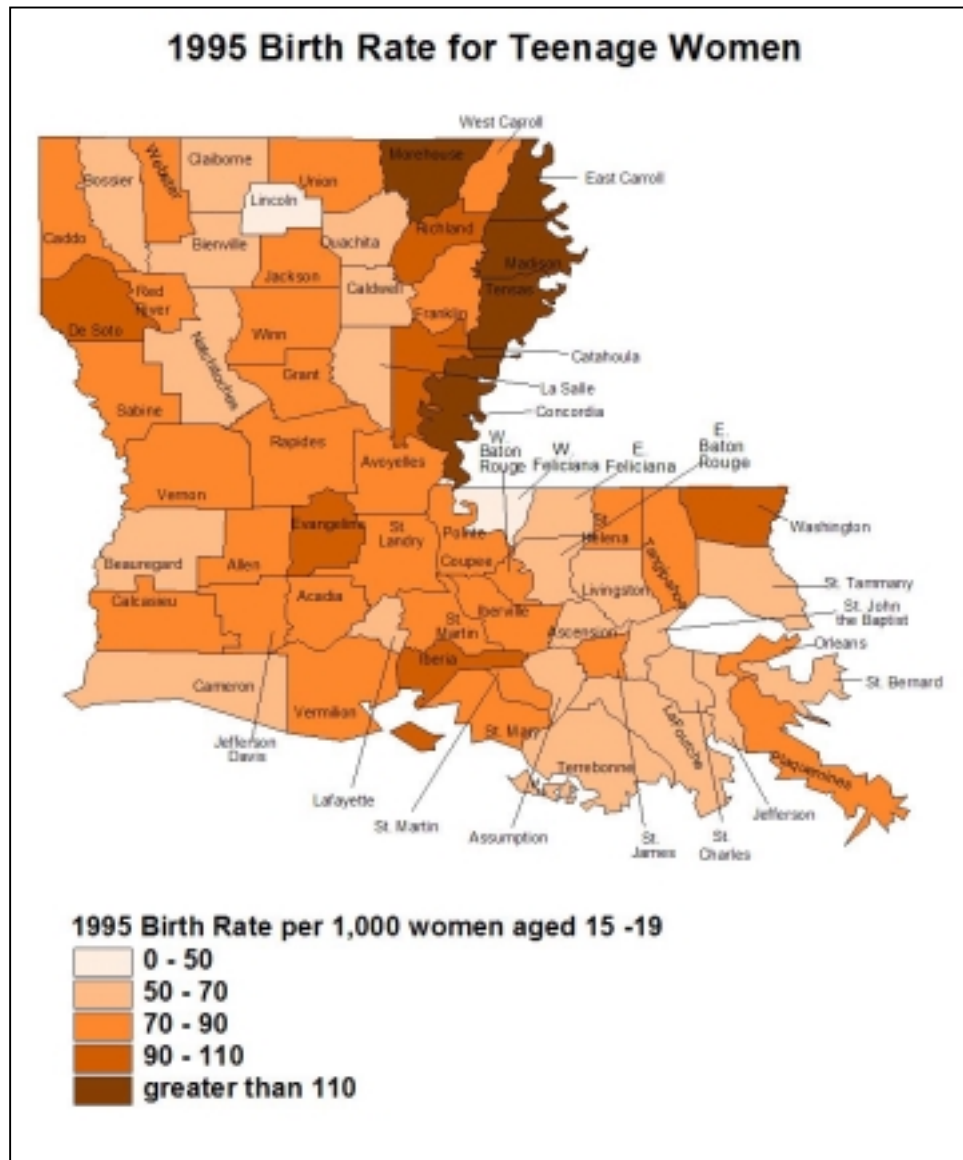 1995 Birth Rate for Teenage Women
West Carroll
Morehouse
East Carroll
Claiborne
Webster
Union
Bossier
Lincoln
Richland
Caddo
Bienville
Ouachita
Madison
Jackson
Caldwell
Tensas
Red
River
Franklin
De Soto
Winn
Natchitoches
Catahoula
Grant
La Salle
Concordia
Sabine
Rapides
W.
Baton
Rouge
W.
Feliciana
E.
Feliciana
E.
Baton
Rouge
Avoyelles
Vernon
Evangeline
St.
Landry
Pointe
Coupee
St.
Helena
Tangipahoa
Washington
Beauregard
Allen
Livingston
St. Tammany
Calcasieu
Acadia
Iberville
St.
Martin
Ascension
St. John
the Baptist
Orleans
Iberia
St. Bernard
Cameron
Vermilion
St. Mary
LaFourche
Jefferson
Davis
Terrebonne
Plaquemines
Lafayette
St. Martin
Assumption
St.
James
St.
Charles
Jefferson
1995 Birth Rate per 1,000 women aged 15 -19
0 - 50
50 - 70
70 - 90
90 - 110
greater than 110